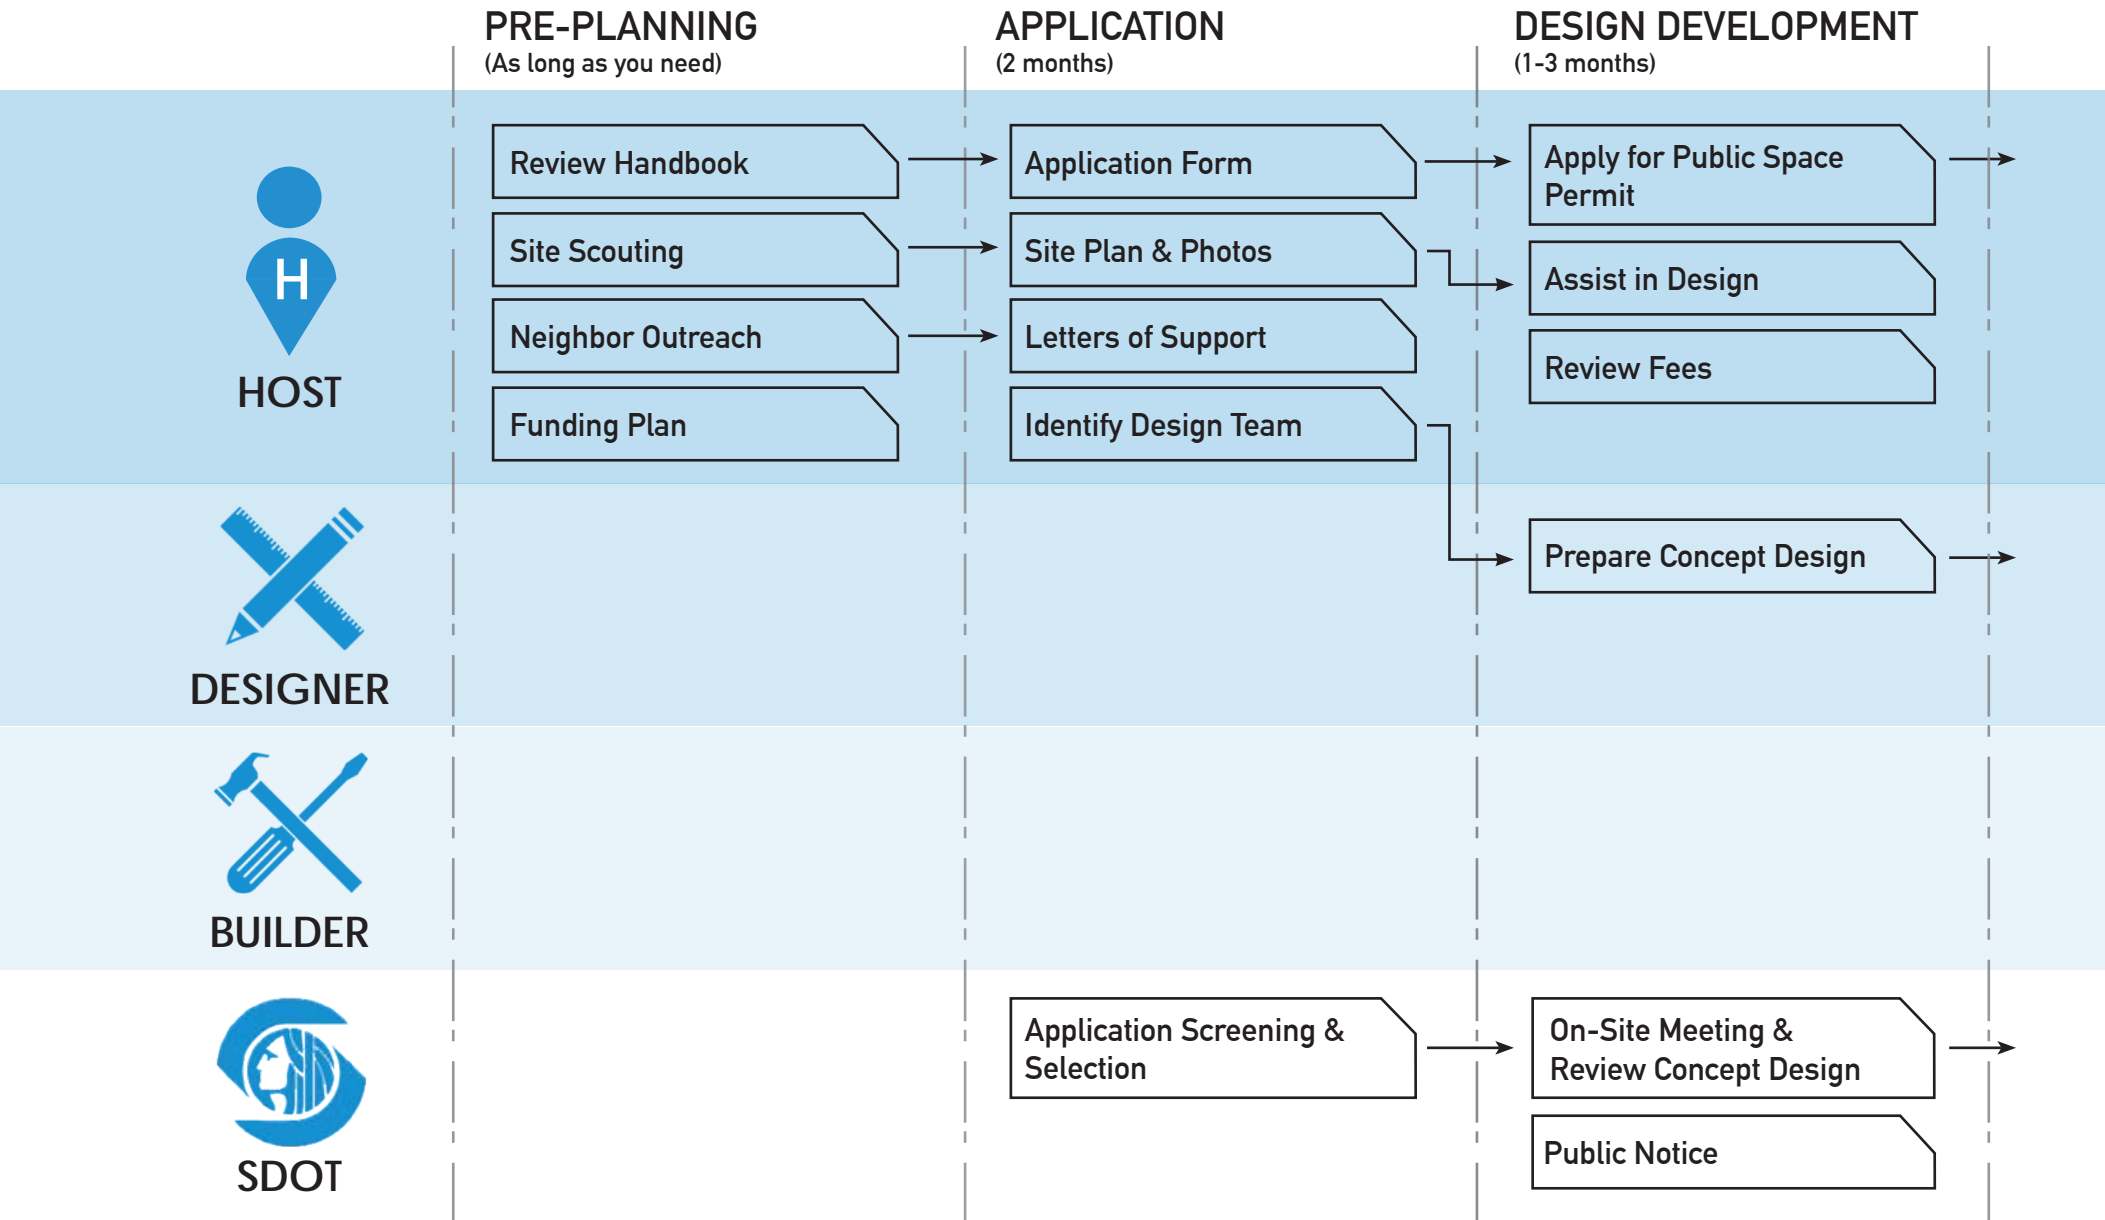 PRE-PLANNING
(As long as you need)
APPLICATION
(2 months)
DESIGN DEVELOPMENT
(1-3 months)
H
HOST
Review Handbook
Site Scouting
Neighbor Outreach
Funding Plan
Application Form
Site Plan & Photos
Letters of Support
Identify Design Team
Apply for Public Space
Permit
Assist in Design
Review Fees
DESIGNER
Prepare Concept Design
BUILDER
SDOT
Application Screening &
Selection
On-Site Meeting &
Review Concept Design
Public Notice